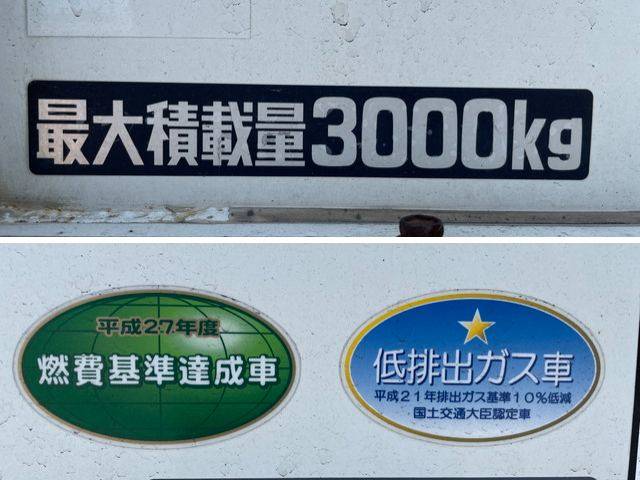 最大積載量3000kg
平成27年度
燃費基準達成車
低排出ガス車
平成21年排出ガス基準10%低減
国土交通大臣認定車